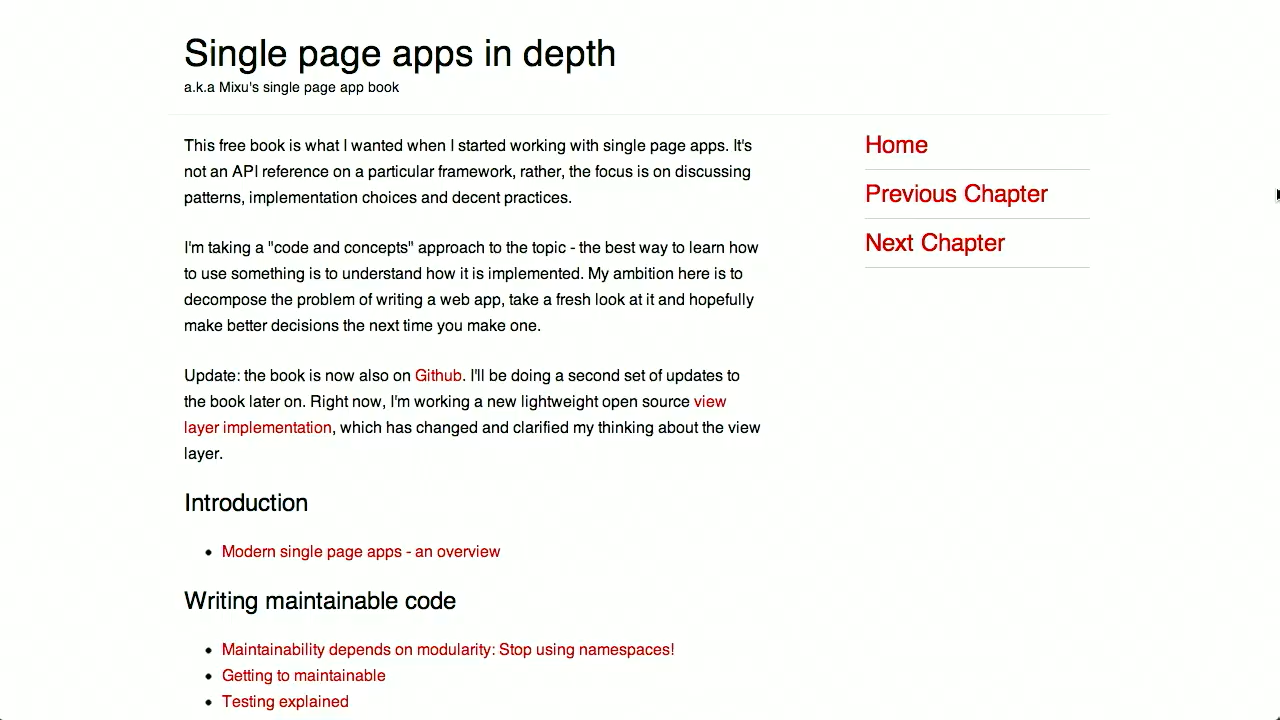 Single page apps in depth
a.k.a Mixu's single page app book
This free book is what I wanted when I started working with single page apps. It's
not an API reference on a particular framework, rather, the focus is on discussing
patterns, implementation choices and decent practices.
I'm taking a "code and concepts" approach to the topic - the best way to learn how
to use something is to understand how it is implemented. My ambition here is to
decompose the problem of writing a web app, take a fresh look at it and hopefully
make better decisions the next time you make one.
Update: the book is now also on Github. I'll be doing a second set of updates to
the book later on. Right now, I'm working a new lightweight open source view
layer implementation, which has changed and clarified my thinking about the view
layer.
Introduction
Modern single page apps - an overview
Writing maintainable code
Maintainability depends on modularity: Stop using namespaces!
Getting to maintainable
Testing explained
Home
Previous Chapter
Next Chapter